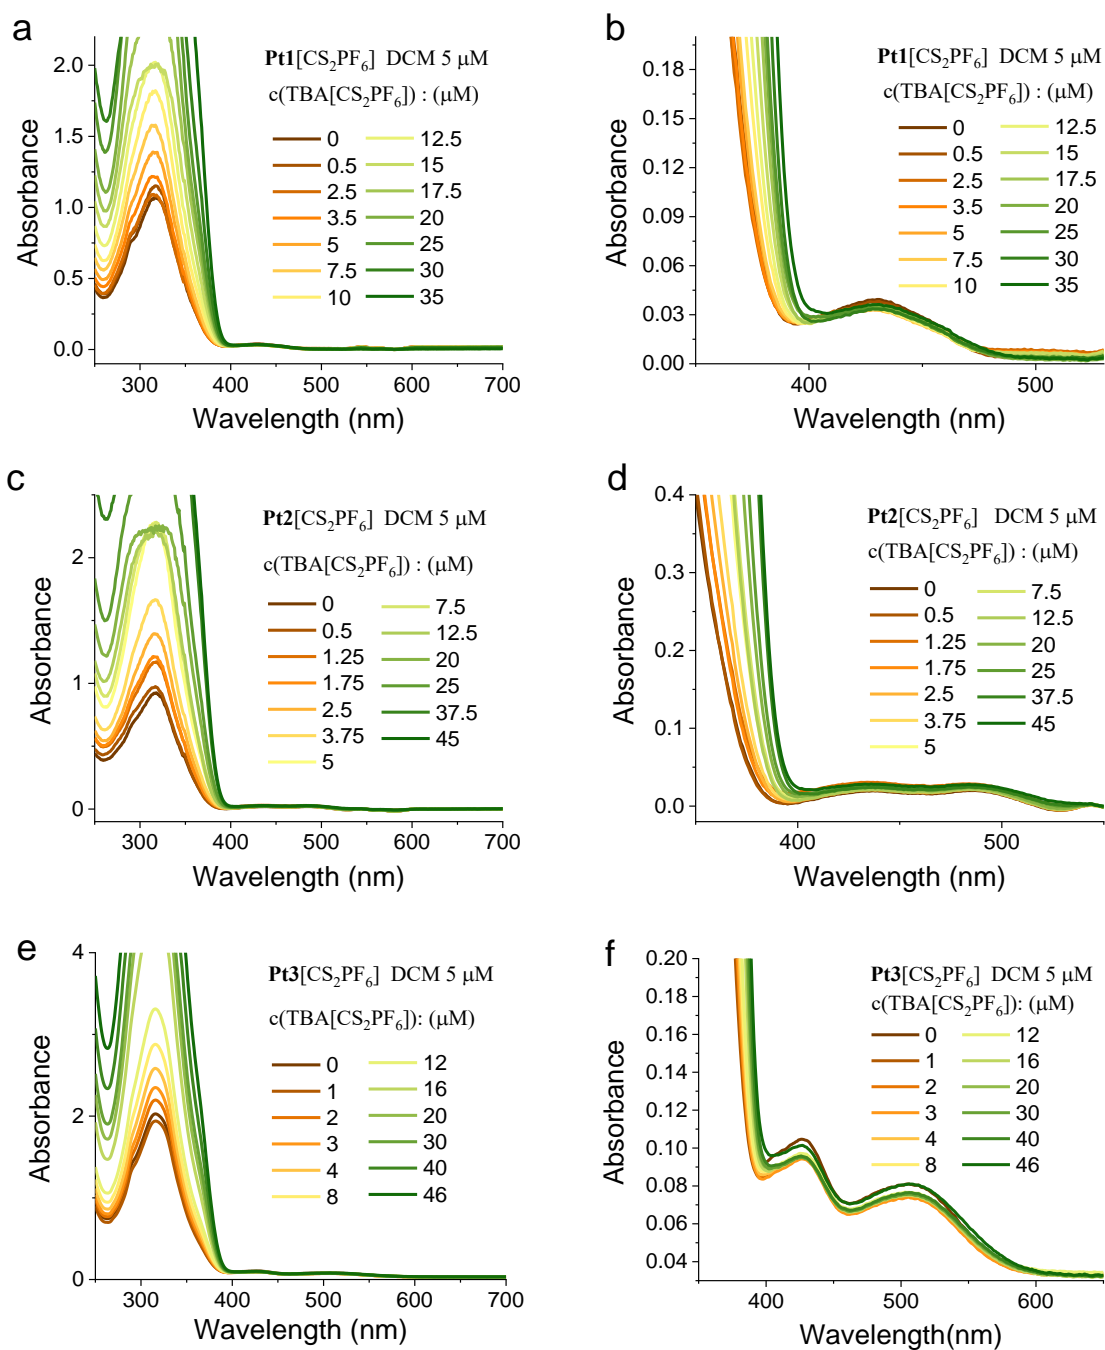 a
Pt1[CS₂PF₆] DCM 5 μM
c(TBA[CS₂PF₆]) : (μM)
0 12.5
0.5 15
2.5 17.5
3.5 20
5 25
7.5 30
10 35
2.0
1.5
1.0
0.5
0.0
300 400 500 600 700
Absorbance
Wavelength (nm)
b
Pt1[CS₂PF₆] DCM 5 μM
c(TBA[CS₂PF₆]) : (μM)
0 12.5
0.5 15
2.5 17.5
3.5 20
5 25
7.5 30
10 35
0.18
0.15
0.12
0.09
0.06
0.03
0.00
400 500
Absorbance
Wavelength (nm)
c
Pt2[CS₂PF₆] DCM 5 μM
c(TBA[CS₂PF₆]) : (μM)
0 7.5
0.5 12.5
1.25 20
1.75 25
2.5 37.5
3.75 45
5
2
1
0
300 400 500 600 700
Absorbance
Wavelength (nm)
d
Pt2[CS₂PF₆] DCM 5 μM
c(TBA[CS₂PF₆]) : (μM)
0 7.5
0.5 12.5
1.25 20
1.75 25
2.5 37.5
3.75 45
5
0.4
0.3
0.2
0.1
0.0
400 500
Absorbance
Wavelength (nm)
e
Pt3[CS₂PF₆] DCM 5 μM
c(TBA[CS₂PF₆]): (μM)
0 12
1 16
2 20
3 30
4 40
8 46
4
2
0
300 400 500 600 700
Absorbance
Wavelength (nm)
f
Pt3[CS₂PF₆] DCM 5 μM
c(TBA[CS₂PF₆]): (μM)
0 12
1 16
2 20
3 30
4 40
8 46
0.20
0.18
0.16
0.14
0.12
0.10
0.08
0.06
0.04
400 500 600
Absorbance
Wavelength(nm)